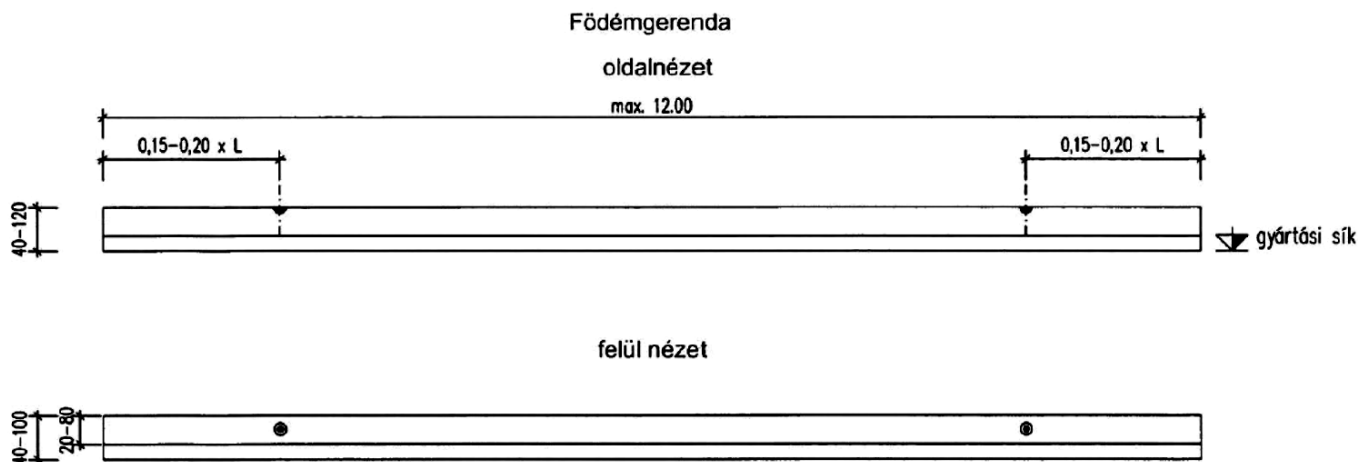 Födémgerenda
oldalnézet
max. 12.00
0,15-0,20 x L
0,15-0,20 x L
40-120
gyártási sík
felül nézet
40-100
20-80